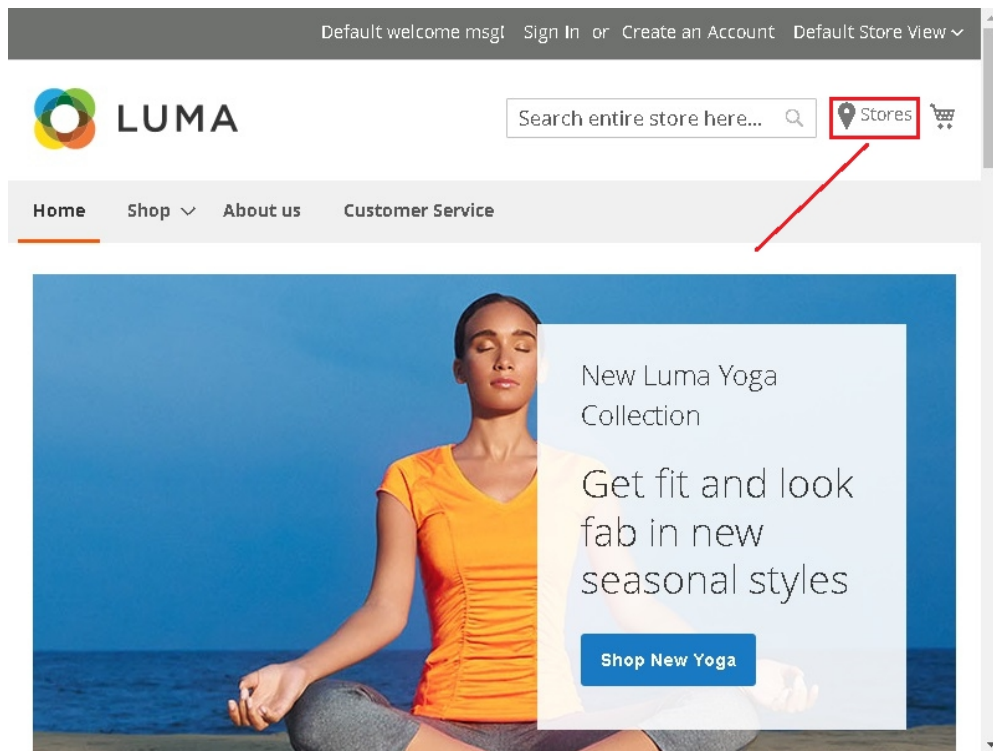 Default welcome msg! Sign In or Create an Account Default Store View
LUMA Search entire store here... Stores
Home Shop About us Customer Service
New Luma Yoga
Collection
Get fit and look
fab in new
seasonal styles
Shop New Yoga